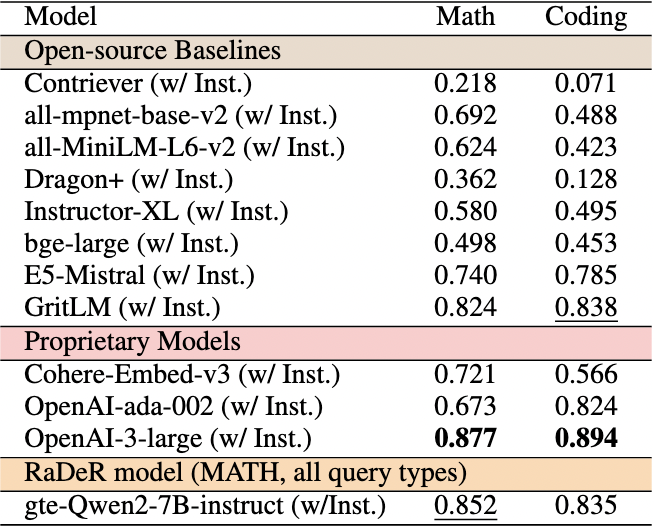 Model Math Coding
Open-source Baselines
Contriever (w/ Inst.) 0.218 0.071
all-mpnet-base-v2 (w/ Inst.) 0.692 0.488
all-MiniLM-L6-v2 (w/ Inst.) 0.624 0.423
Dragon+ (w/ Inst.) 0.362 0.128
Instructor-XL (w/ Inst.) 0.580 0.495
bge-large (w/ Inst.) 0.498 0.453
E5-Mistral (w/ Inst.) 0.740 0.785
GritLM (w/ Inst.) 0.824 0.838
Proprietary Models
Cohere-Embed-v3 (w/ Inst.) 0.721 0.566
OpenAI-ada-002 (w/ Inst.) 0.673 0.824
OpenAI-3-large (w/ Inst.) 0.877 0.894
RaDeR model (MATH, all query types)
gte-Qwen2-7B-instruct (w/Inst.) 0.852 0.835